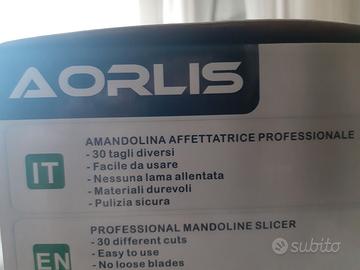 AORLIS
IT
AMANDOLINA AFFETTATRICE PROFESSIONALE
- 30 tagli diversi
- Facile da usare
- Nessuna lama allentata
- Materiali durevoli
- Pulizia sicura
EN
PROFESSIONAL MANDOLINE SLICER
- 30 different cuts
- Easy to use
- No loose blades
subito